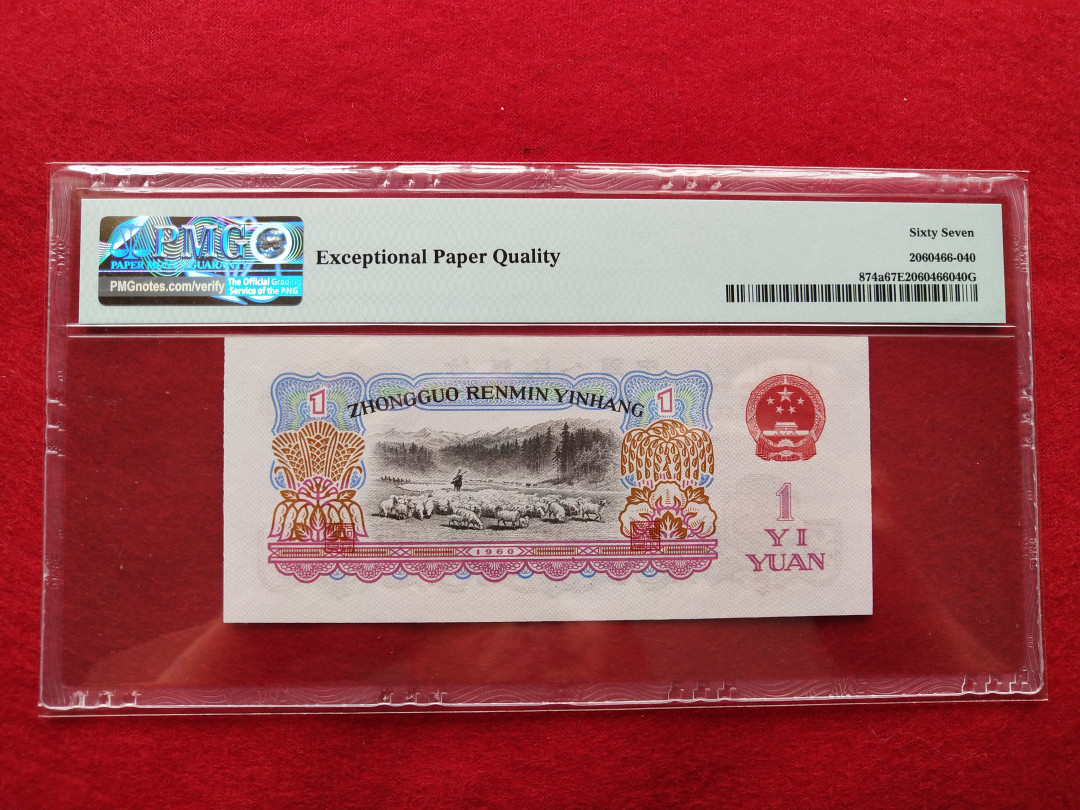 PMG
PAPER MONEY GUARANTY
PMGnotes.com/verify
The Official Grading
Service of the PNG
Exceptional Paper Quality
Sixty Seven
2060466-040
874a67E2060466040G
1
ZHONGGUO RENMIN YINHANG
1
1960
1
YI
YUAN